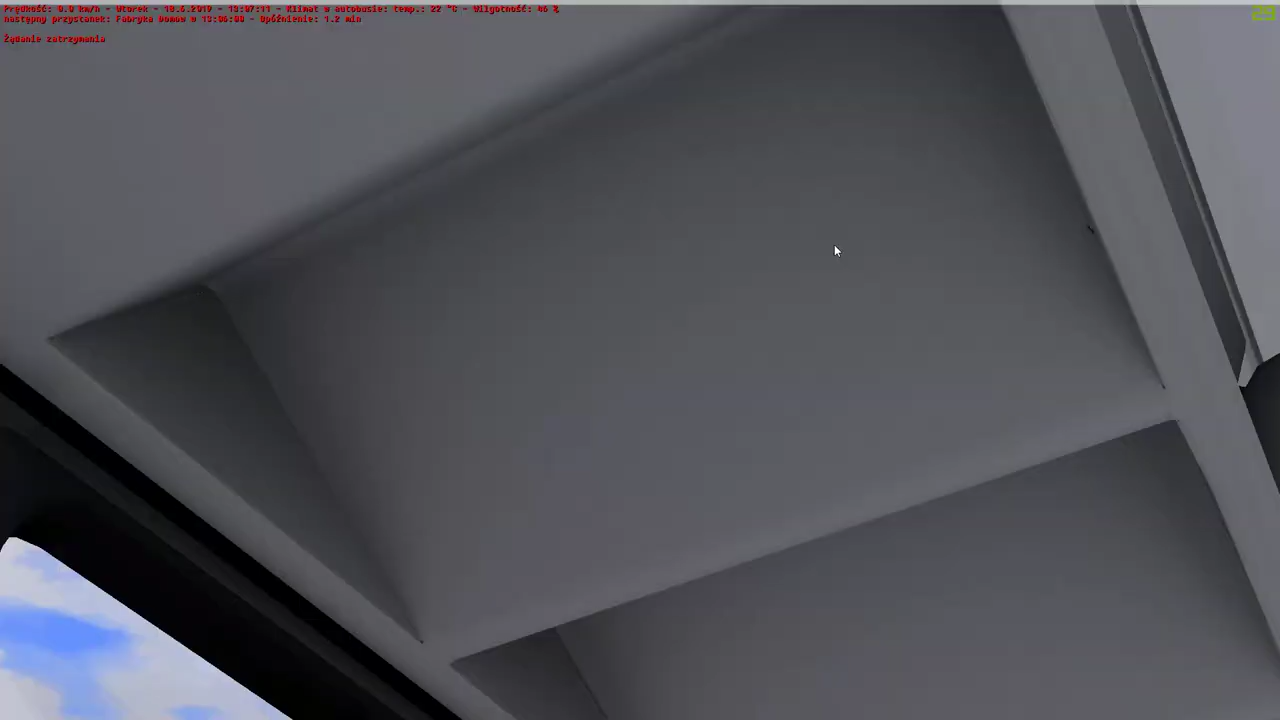 Prędkość: 0.0 km/h - Wtorek - 18.6.2019 - 13:07:11 - Klimat w autobusie: temp.: 22 °C - Wilgotność: 46 %
następny przystanek: Fabryka Domów w 13:06:00 - Opóźnienie: 1.2 min
Żądanie zatrzymania
29